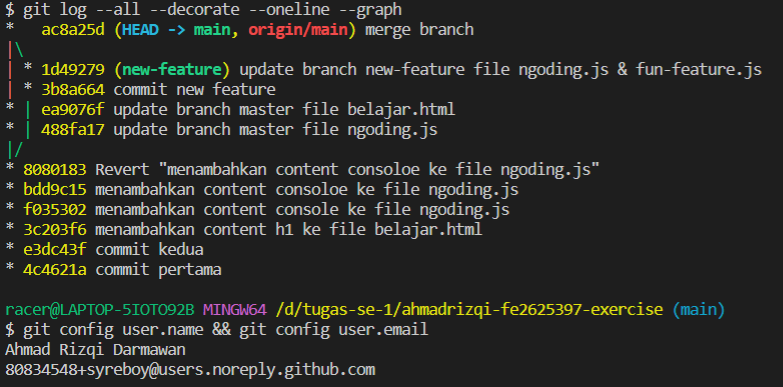 $ git log --all --decorate --oneline --graph
*   ac8a25d (HEAD -> main, origin/main) merge branch
|\
| * 1d49279 (new-feature) update branch new-feature file ngoding.js & fun-feature.js
| * 3b8a664 commit new feature
* | ea9076f update branch master file belajar.html
* | 488fa17 update branch master file ngoding.js
|/
* 8080183 Revert "menambahkan content consoloe ke file ngoding.js"
* bdd9c15 menambahkan content consoloe ke file ngoding.js
* f035302 menambahkan content console ke file ngoding.js
* 3c203f6 menambahkan content h1 ke file belajar.html
* e3dc43f commit kedua
* 4c4621a commit pertama
racer@LAPTOP-5IOTO92B MINGW64 /d/tugas-se-1/ahmadrizqi-fe2625397-exercise (main)
$ git config user.name && git config user.email
Ahmad Rizqi Darmawan
80834548+syreboy@users.noreply.github.com